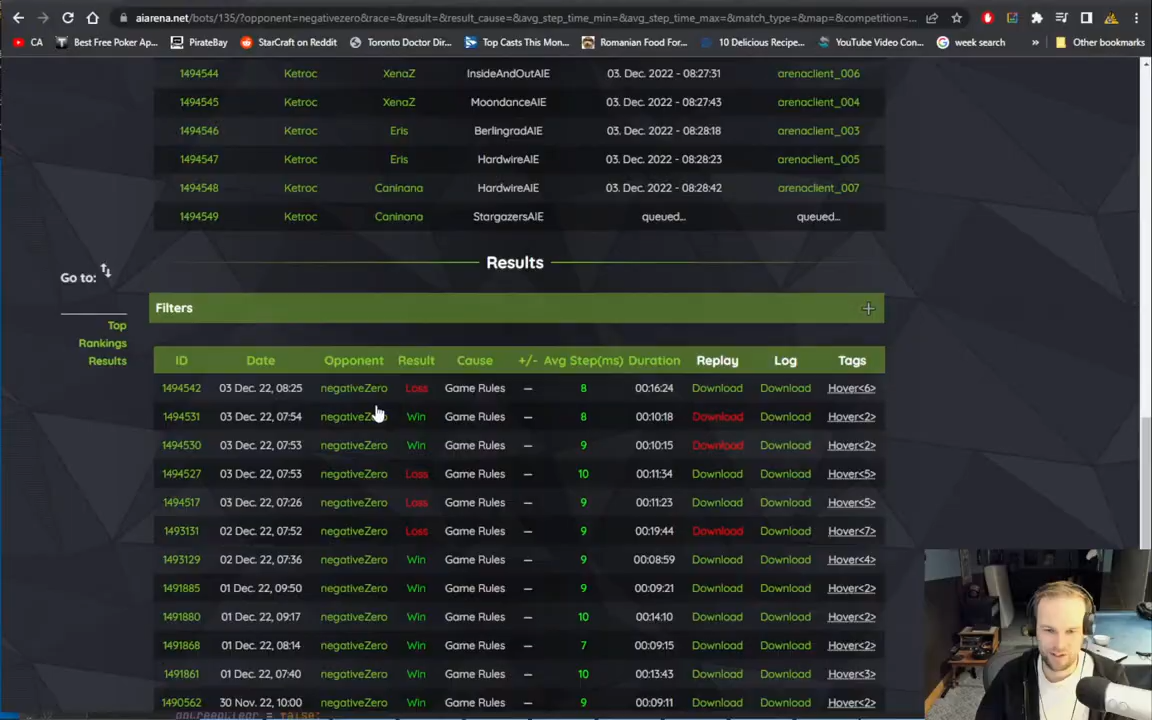 aiarena.net/bots/135/?opponent=negativezero&race=&result=&result_cause=&avg_step_time_min=&avg_step_time_max=&match_type=&map=&competition=...
CA Best Free Poker Ap... PirateBay StarCraft on Reddit Toronto Doctor Dir... Top Casts This Mon... Romanian Food For... 10 Delicious Recipe... YouTube Video Con... week search » Other bookmarks
1494544 Ketroc XenaZ InsideAndOutAIE 03. Dec. 2022 - 08:27:31 arenaclient_006
1494545 Ketroc XenaZ MoondanceAIE 03. Dec. 2022 - 08:27:43 arenaclient_004
1494546 Ketroc Eris BerlingradAIE 03. Dec. 2022 - 08:28:18 arenaclient_003
1494547 Ketroc Eris HardwireAIE 03. Dec. 2022 - 08:28:23 arenaclient_005
1494548 Ketroc Caninana HardwireAIE 03. Dec. 2022 - 08:28:42 arenaclient_007
1494549 Ketroc Caninana StargazersAIE queued... queued...
Results
Go to:
Top
Rankings
Results
Filters +
ID Date Opponent Result Cause +/- Avg Step(ms) Duration Replay Log Tags
1494542 03 Dec. 22, 08:25 negativeZero Loss Game Rules — 8 00:16:24 Download Download Hover<6>
1494531 03 Dec. 22, 07:54 negativeZero Win Game Rules — 8 00:10:18 Download Download Hover<2>
1494530 03 Dec. 22, 07:53 negativeZero Win Game Rules — 9 00:10:15 Download Download Hover<2>
1494527 03 Dec. 22, 07:53 negativeZero Loss Game Rules — 10 00:11:34 Download Download Hover<5>
1494517 03 Dec. 22, 07:26 negativeZero Loss Game Rules — 9 00:11:23 Download Download Hover<5>
1493131 02 Dec. 22, 07:52 negativeZero Loss Game Rules — 9 00:19:44 Download Download Hover<7>
1493129 02 Dec. 22, 07:36 negativeZero Win Game Rules — 9 00:08:59 Download Download Hover<4>
1491885 01 Dec. 22, 09:50 negativeZero Win Game Rules — 9 00:09:21 Download Download Hover<2>
1491880 01 Dec. 22, 09:17 negativeZero Win Game Rules — 10 00:14:10 Download Download Hover<2>
1491868 01 Dec. 22, 08:14 negativeZero Win Game Rules — 7 00:09:15 Download Download Hover<2>
1491861 01 Dec. 22, 07:40 negativeZero Win Game Rules — 10 00:13:43 Download Download Hover<3>
1490562 30 Nov. 22, 10:00 negativeZero Win Game Rules — 9 00:09:11 Download Download Hover<2>
= false;